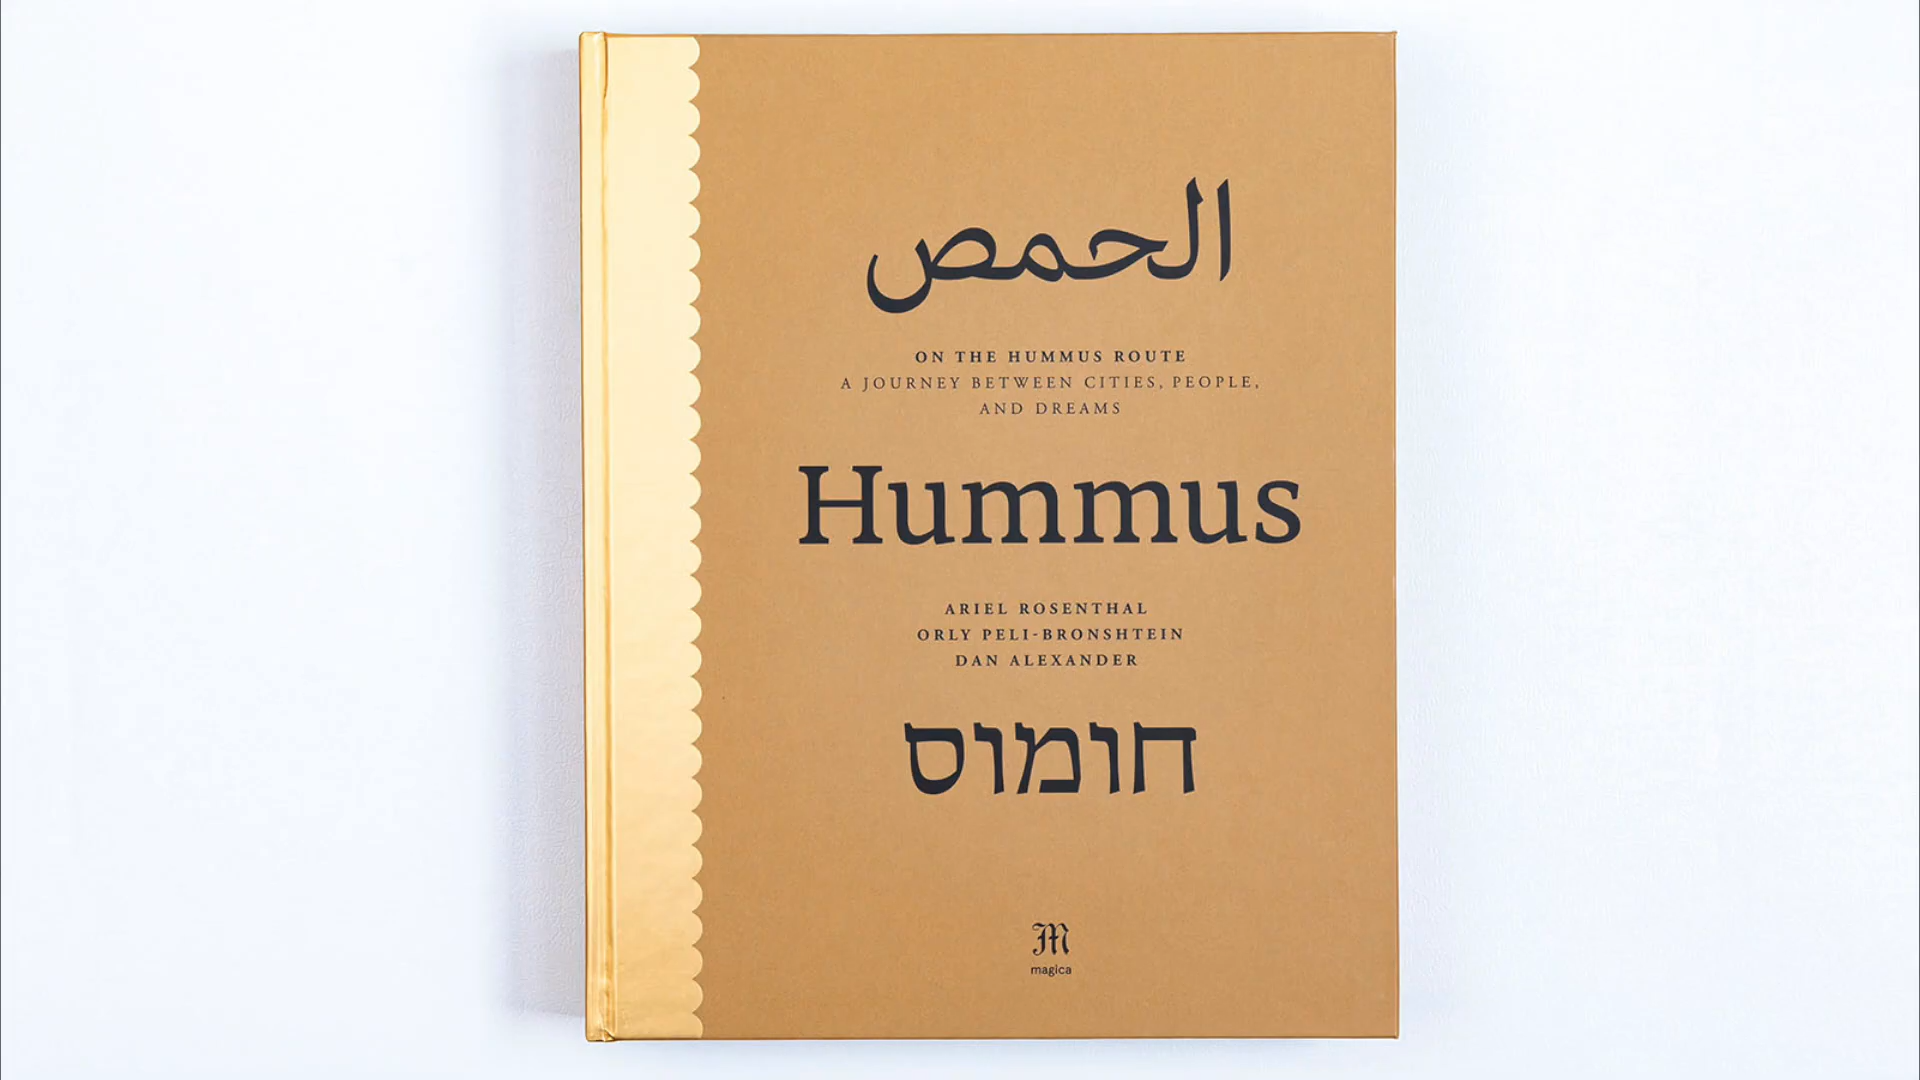 الحمص
ON THE HUMMUS ROUTE
A JOURNEY BETWEEN CITIES, PEOPLE,
AND DREAMS
Hummus
ARIEL ROSENTHAL
ORLY PELI-BRONSHTEIN
DAN ALEXANDER
חומוס
M
magica